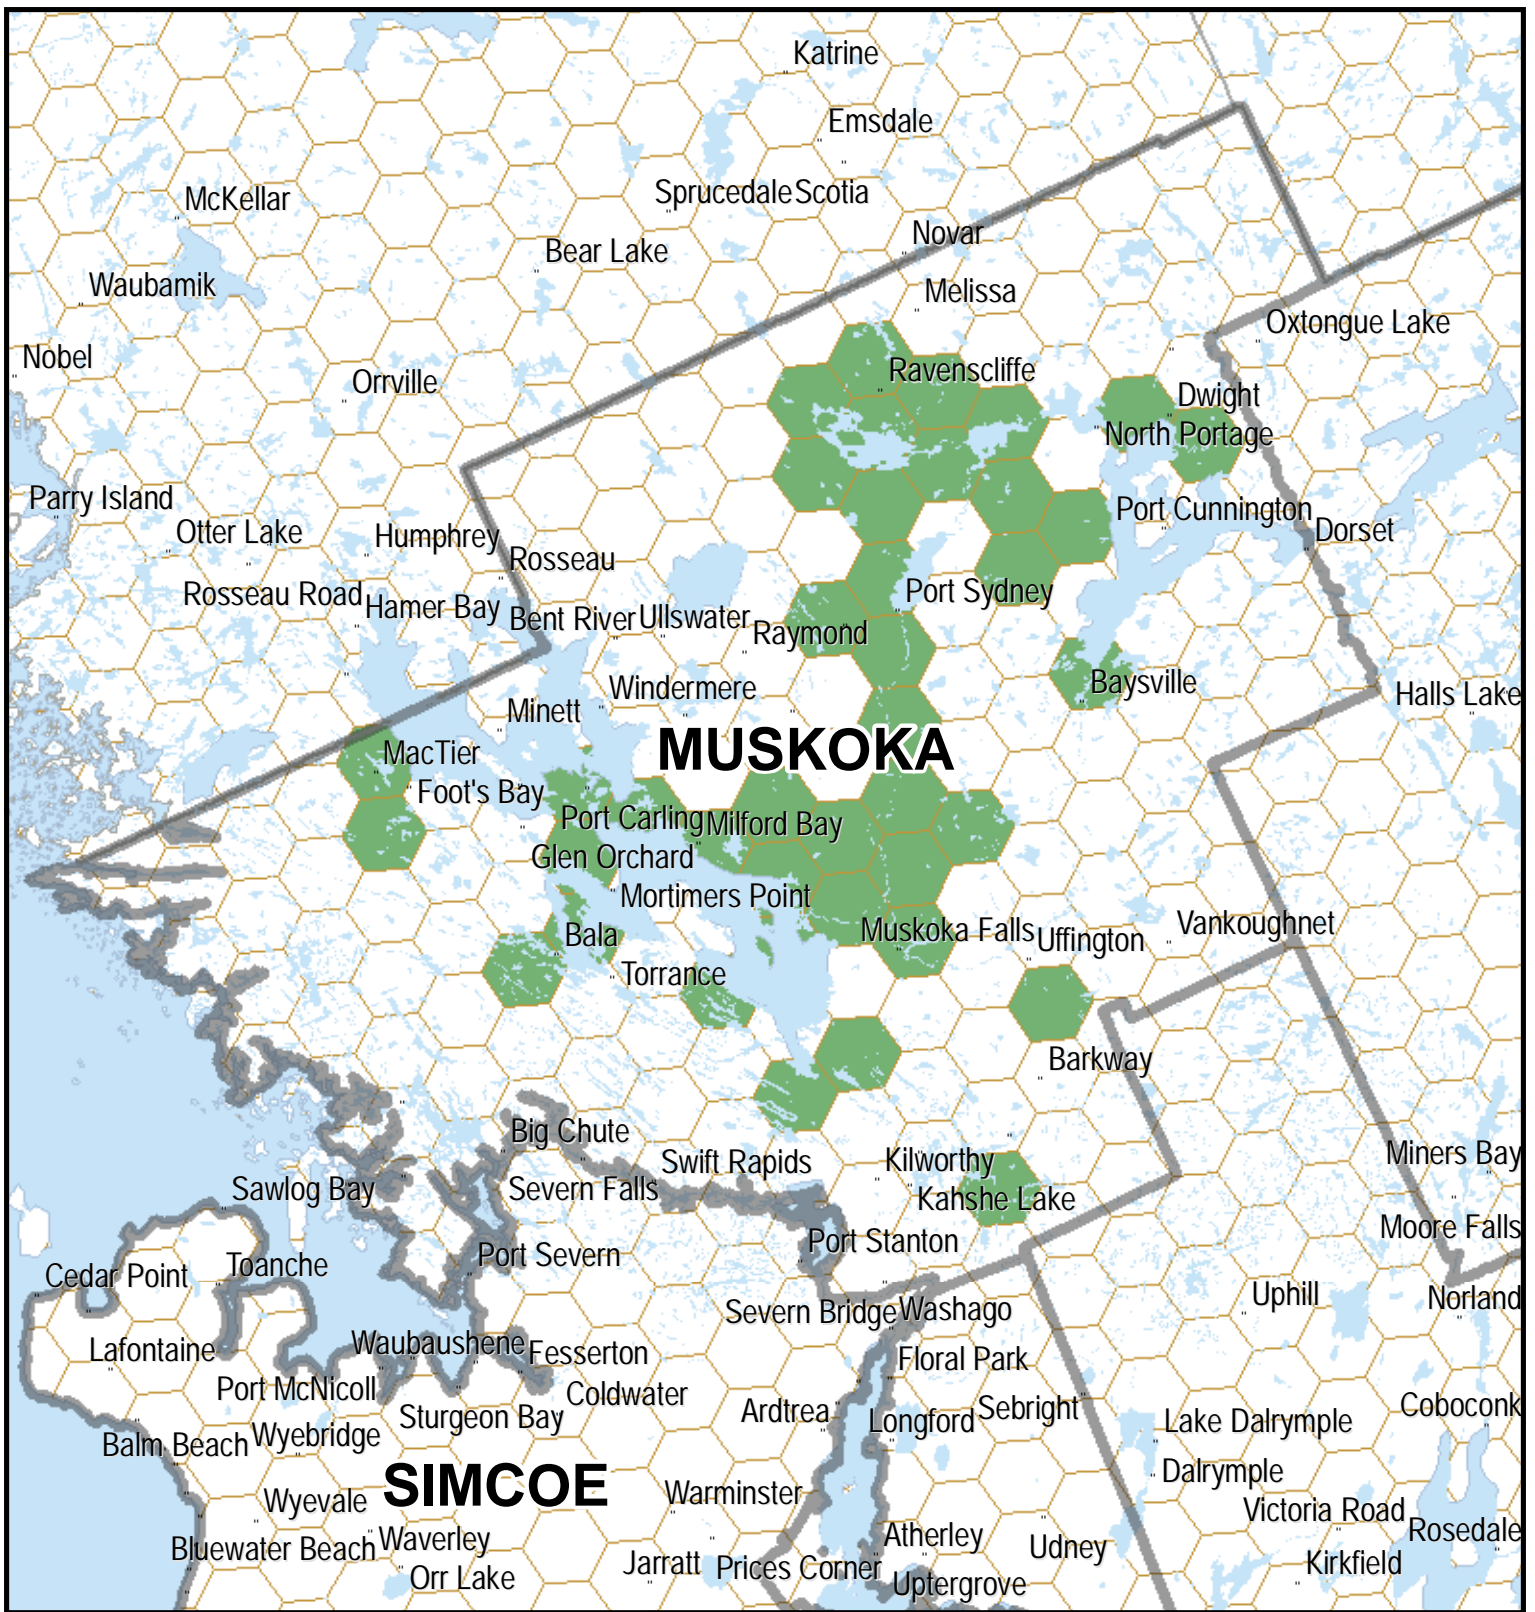 Katrine
Emsdale
Sprucedale
Scotia
McKellar
Novar
Bear Lake
Waubamik
Melissa
Oxtongue Lake
Nobel
Ravenscliffe
Orrville
Dwight
North Portage
Parry Island
Port Cunnington
Otter Lake
Humphrey
Dorset
Rosseau
Rosseau Road
Hamer Bay
Port Sydney
Bent River
Ullswater
Raymond
Windermere
Baysville
Halls Lake
Minett
MUSKOKA
MacTier
Foot's Bay
Port Carling
Milford Bay
Glen Orchard
Mortimers Point
Bala
Muskoka Falls
Uffington
Vankoughnet
Torrance
Barkway
Big Chute
Swift Rapids
Kilworthy
Miners Bay
Sawlog Bay
Severn Falls
Kahshe Lake
Moore Falls
Port Severn
Port Stanton
Toanche
Cedar Point
Uphill
Norland
Severn Bridge
Washago
Lafontaine
Waubaushene
Fesserton
Floral Park
Port McNicoll
Coldwater
Sturgeon Bay
Ardtrea
Longford
Sebright
Lake Dalrymple
Coboconk
Balm Beach
Wyebridge
Dalrymple
SIMCOE
Wyevale
Warminster
Victoria Road
Rosedale
Bluewater Beach
Waverley
Atherley
Udney
Orr Lake
Jarratt
Prices Corner
Kirkfield
Uptergrove